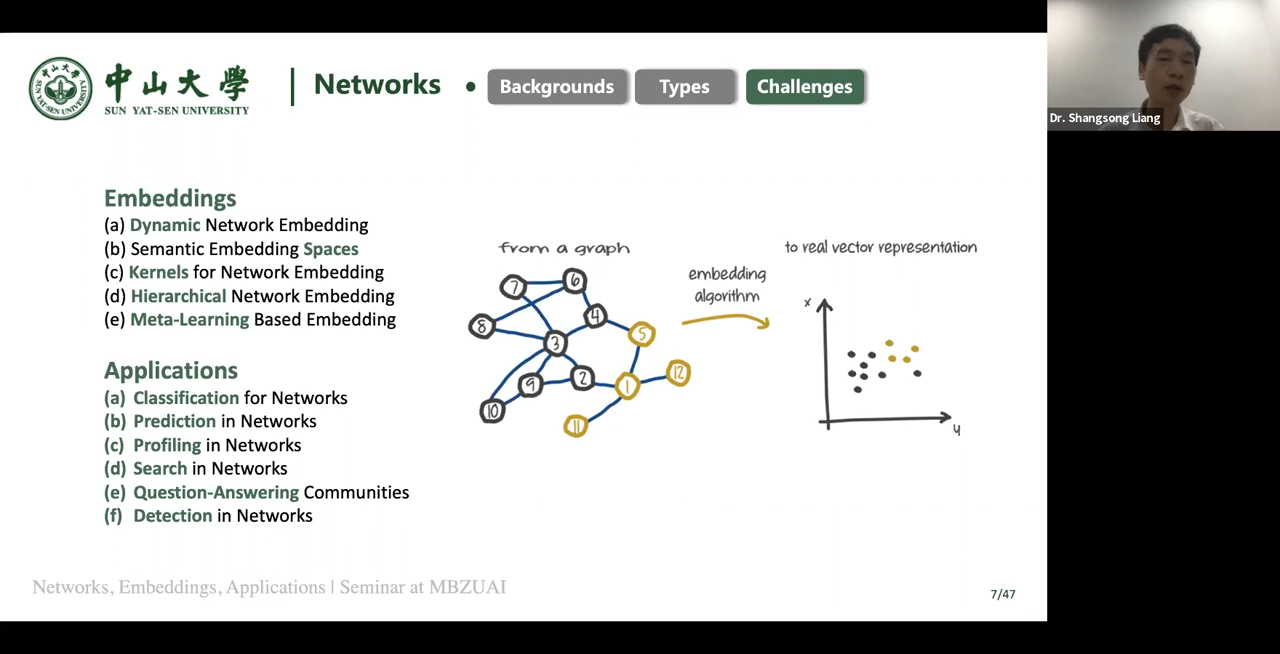 中山大學
SUN YAT-SEN UNIVERSITY
SUN YAT-SEN UNIVERSITY
Networks • Backgrounds Types Challenges
Dr. Shangsong Liang
Embeddings
(a) Dynamic Network Embedding
(b) Semantic Embedding Spaces
(c) Kernels for Network Embedding
(d) Hierarchical Network Embedding
(e) Meta-Learning Based Embedding
Applications
(a) Classification for Networks
(b) Prediction in Networks
(c) Profiling in Networks
(d) Search in Networks
(e) Question-Answering Communities
(f) Detection in Networks
from a graph
7
6
8
4
5
3
9
2
1
12
10
11
embedding
algorithm
to real vector representation
x
y
Networks, Embeddings, Applications | Seminar at MBZUAI
7/47